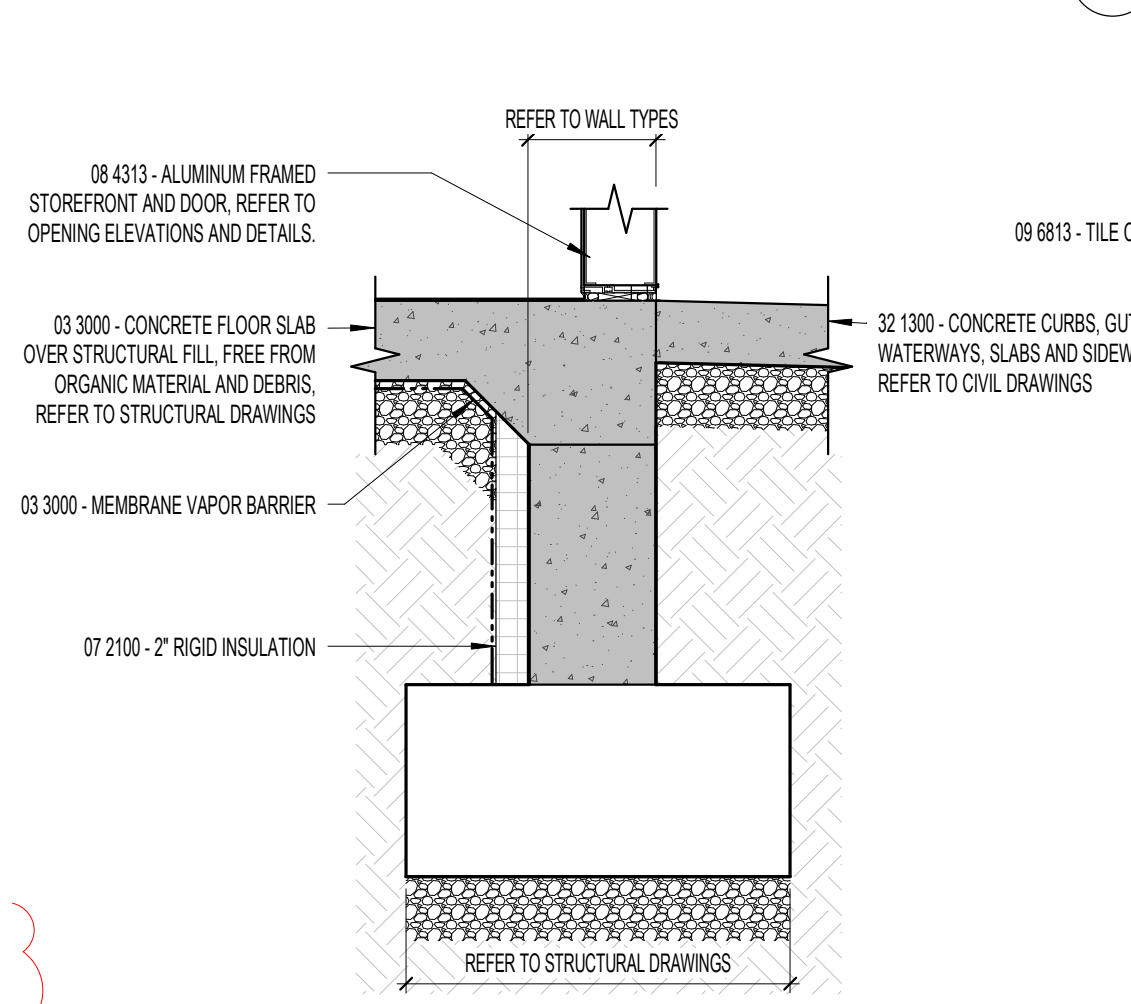 REFER TO WALL TYPES
08 4313 - ALUMINUM FRAMED
STOREFRONT AND DOOR, REFER TO
OPENING ELEVATIONS AND DETAILS.
09 6813 - TILE
03 3000 - CONCRETE FLOOR SLAB
OVER STRUCTURAL FILL, FREE FROM
ORGANIC MATERIAL AND DEBRIS,
REFER TO STRUCTURAL DRAWINGS
32 1300 - CONCRETE CURBS,
WATERWAYS, SLABS AND
REFER TO CIVIL DRAWINGS
03 3000 - MEMBRANE VAPOR BARRIER
07 2100 - 2" RIGID INSULATION
REFER TO STRUCTURAL DRAWINGS